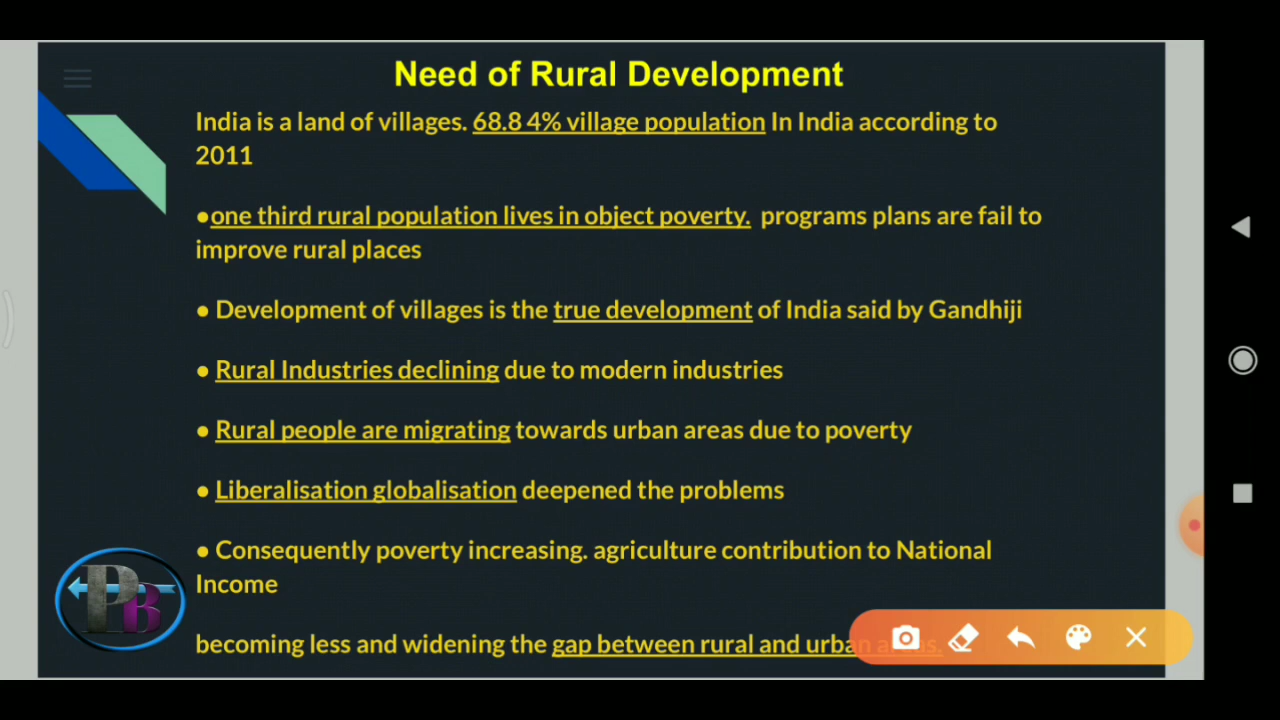 Need of Rural Development
India is a land of villages. 68.8 4% village population In India according to
2011
●one third rural population lives in object poverty. programs plans are fail to
improve rural places
● Development of villages is the true development of India said by Gandhiji
● Rural Industries declining due to modern industries
● Rural people are migrating towards urban areas due to poverty
● Liberalisation globalisation deepened the problems
● Consequently poverty increasing. agriculture contribution to National
Income
becoming less and widening the gap between rural and urban areas.
PB